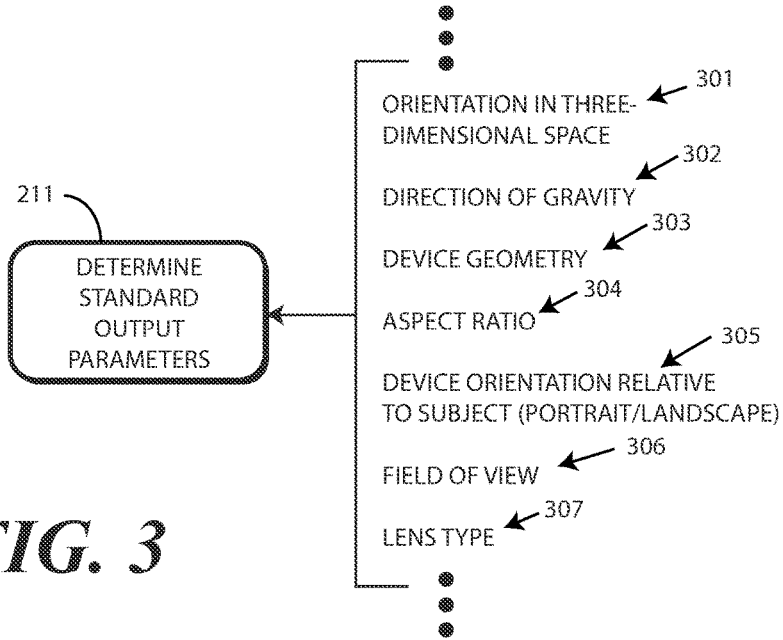 301
ORIENTATION IN THREE-
DIMENSIONAL SPACE
302
DIRECTION OF GRAVITY
211
303
DETERMINE
STANDARD
OUTPUT
PARAMETERS
DEVICE GEOMETRY
304
ASPECT RATIO
305
DEVICE ORIENTATION RELATIVE
TO SUBJECT (PORTRAIT/LANDSCAPE)
306
FIELD OF VIEW
307
LENS TYPE
IG. 3